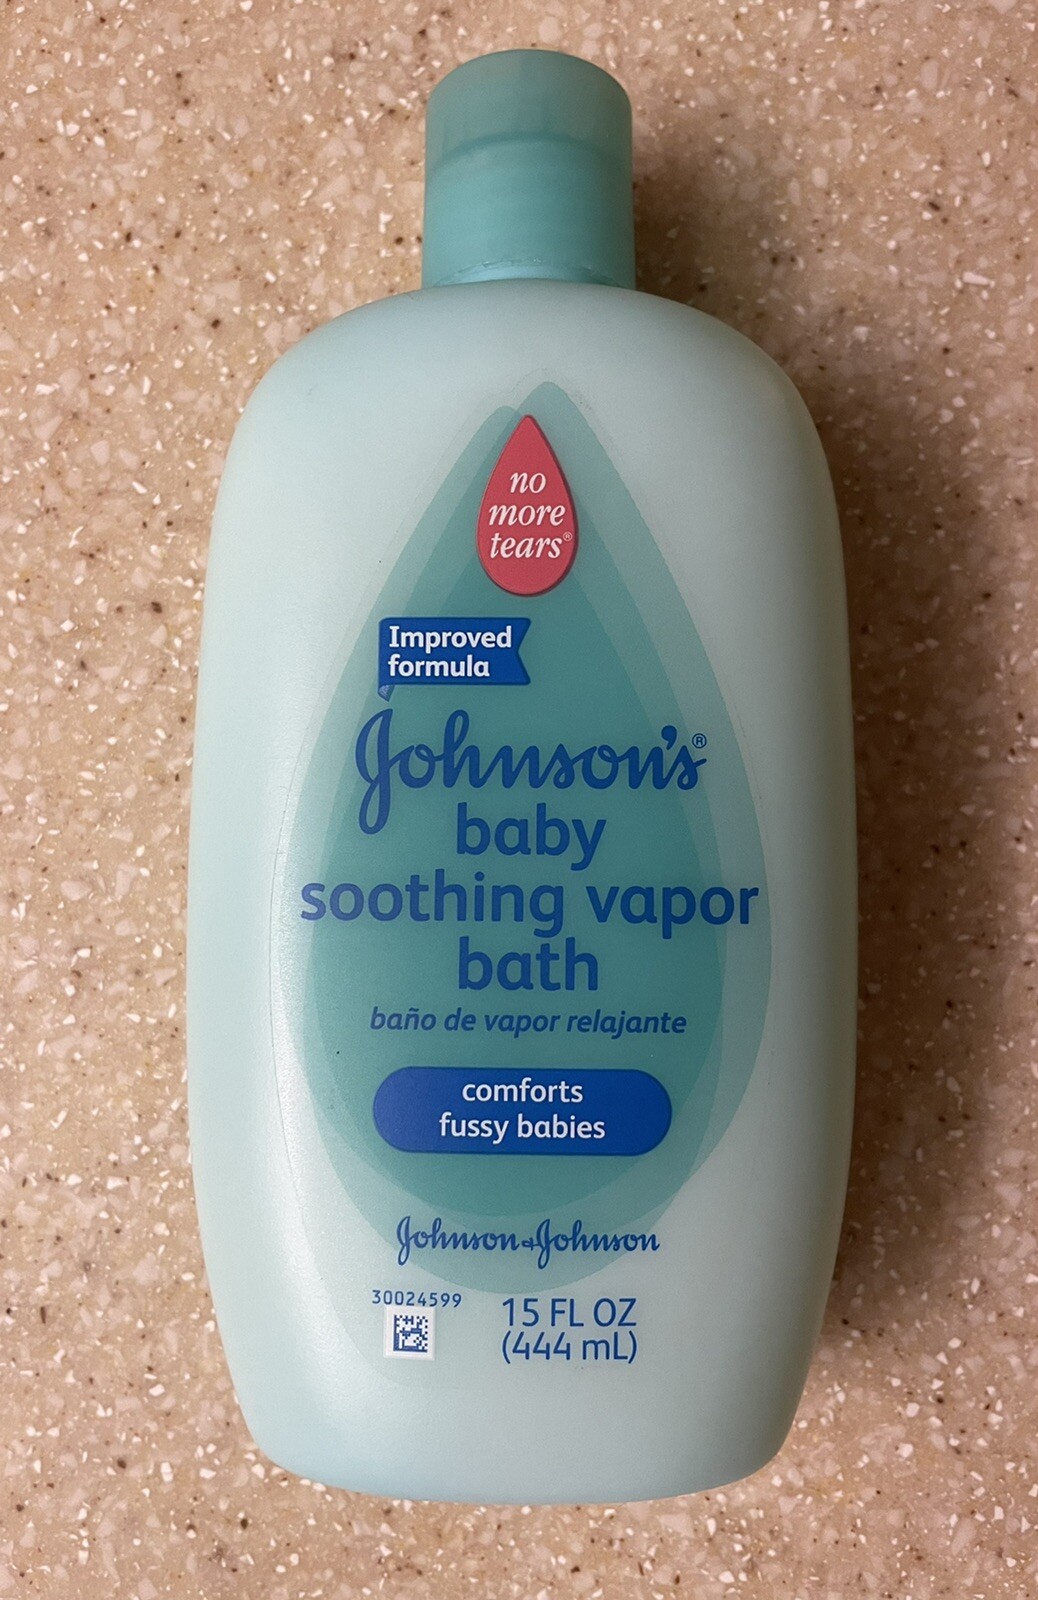 no
more
tears®
Improved
formula
Johnson's®
baby
soothing vapor
bath
baño de vapor relajante
comforts
fussy babies
Johnson & Johnson
30024599
15 FL OZ
(444 mL)